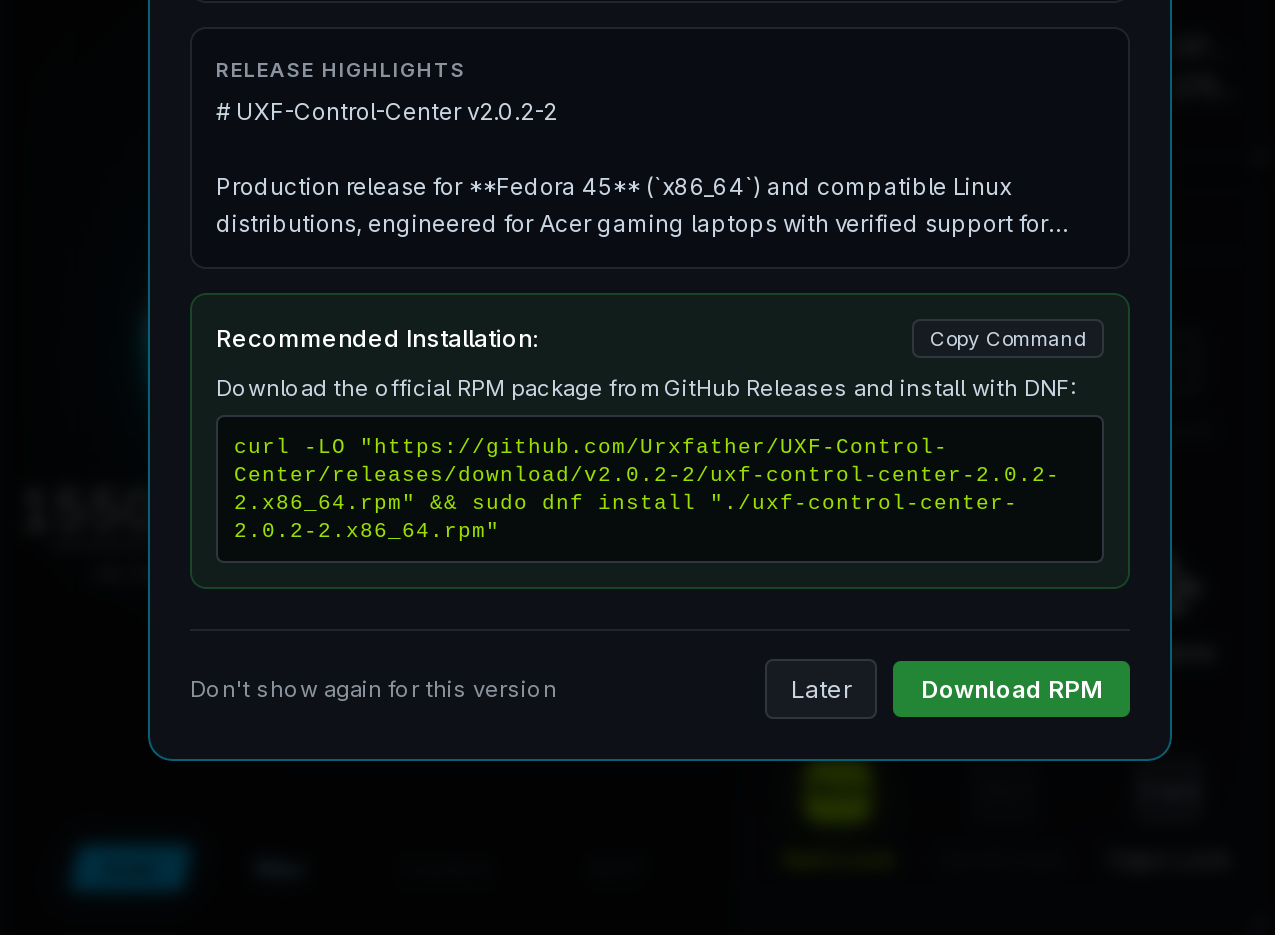 RELEASE HIGHLIGHTS
# UXF-Control-Center v2.0.2-2
Production release for **Fedora 45** (`x86_64`) and compatible Linux
distributions, engineered for Acer gaming laptops with verified support for...
Recommended Installation:
Copy Command
Download the official RPM package from GitHub Releases and install with DNF:
curl -LO "https://github.com/Urxfather/UXF-Control-
Center/releases/download/v2.0.2-2/uxf-control-center-2.0.2-
2.x86_64.rpm" && sudo dnf install "./uxf-control-center-
2.0.2-2.x86_64.rpm"
Don't show again for this version
Later
Download RPM